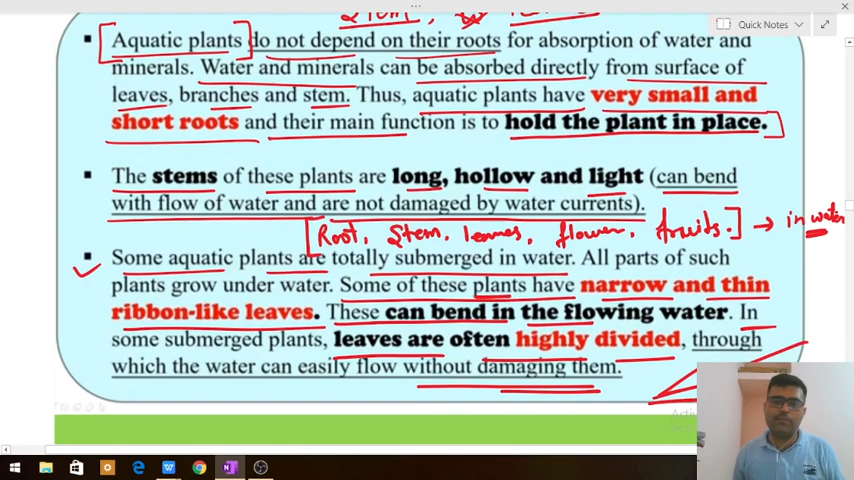 Stem,
Quick Notes
▪ Aquatic plants do not depend on their roots for absorption of water and
minerals. Water and minerals can be absorbed directly from surface of
leaves, branches and stem. Thus, aquatic plants have very small and
short roots and their main function is to hold the plant in place.
▪ The stems of these plants are long, hollow and light (can bend
with flow of water and are not damaged by water currents).
[Root, Stem, leaves, flower, fruits.] → in water
▪ Some aquatic plants are totally submerged in water. All parts of such
plants grow under water. Some of these plants have narrow and thin
ribbon-like leaves. These can bend in the flowing water. In
some submerged plants, leaves are often highly divided, through
which the water can easily flow without damaging them.